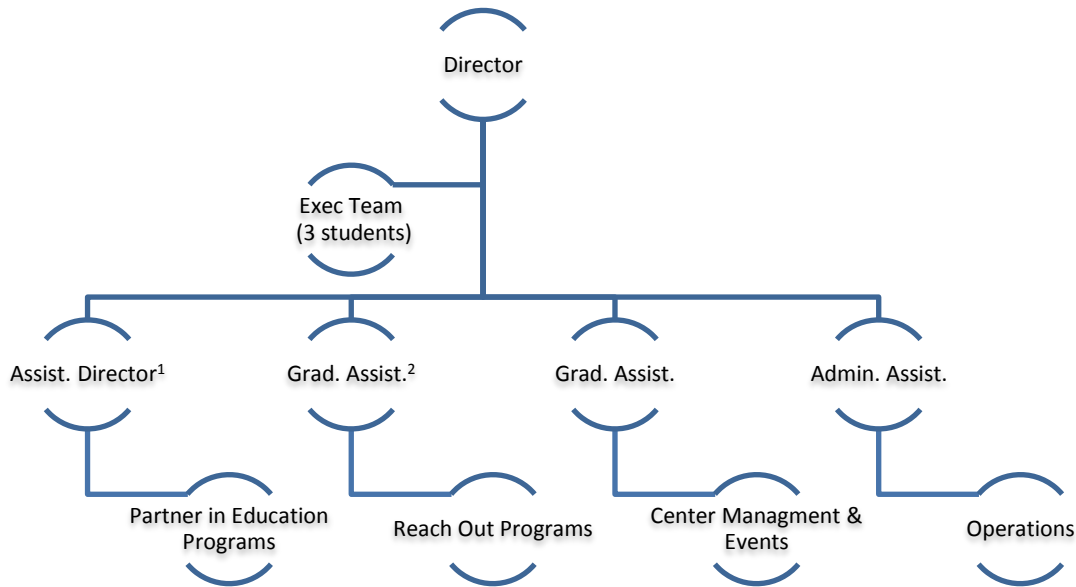 Director
Exec Team
(3 students)
Assist. Director¹
Grad. Assist.²
Grad. Assist.
Admin. Assist.
Partner in Education
Programs
Reach Out Programs
Center Managment &
Events
Operations